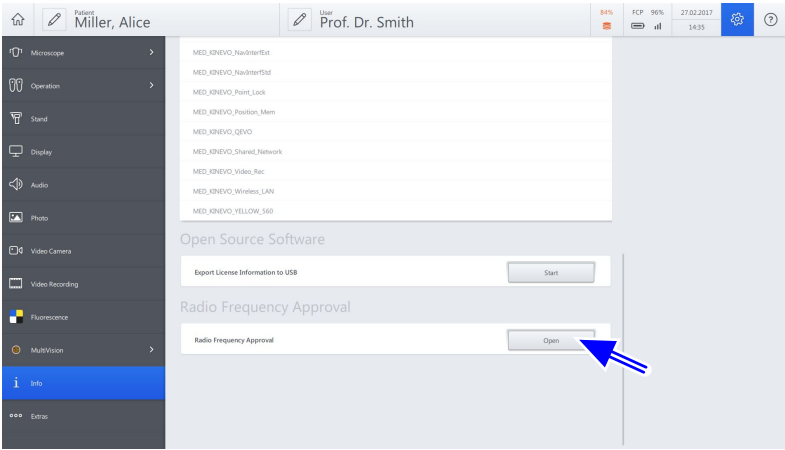 Patient
Miller, Alice
User
Prof. Dr. Smith
84%
FCP 96%
27.02.2017
14:35
?
Microscope
Operation
Stand
Display
Audio
Photo
Video Camera
Video Recording
Fluorescence
MultiVision
i Info
Extras
MED_KINEVO_NavInterfExt
MED_KINEVO_NavInterfStd
MED_KINEVO_Point_Lock
MED_KINEVO_Position_Mem
MED_KINEVO_QEVO
MED_KINEVO_Shared_Network
MED_KINEVO_Video_Rec
MED_KINEVO_Wireless_LAN
MED_KINEVO_YELLOW_560
Open Source Software
Export License Information to USB
Start
Radio Frequency Approval
Radio Frequency Approval
Open